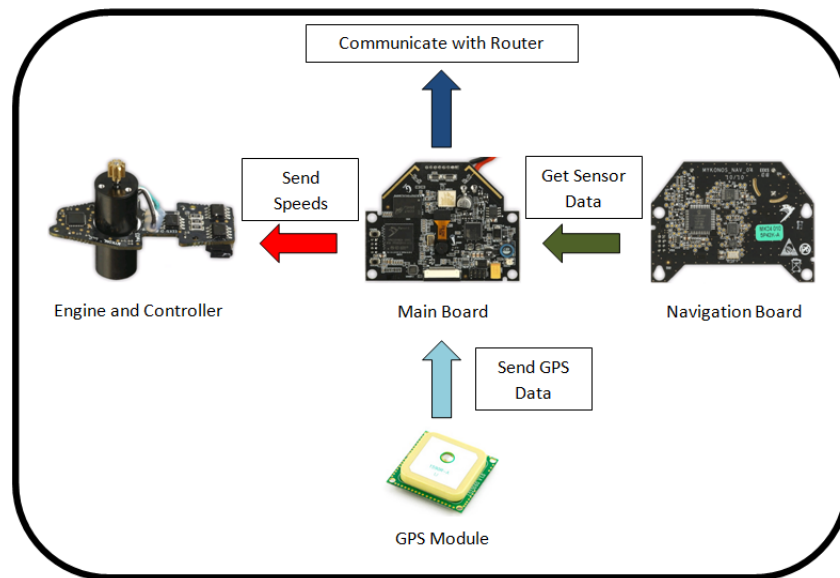 Communicate with Router
Send
Speeds
Get Sensor
Data
MYKONOS_NAV_06
Engine and Controller
Main Board
Navigation Board
Send GPS
Data
GPS Module